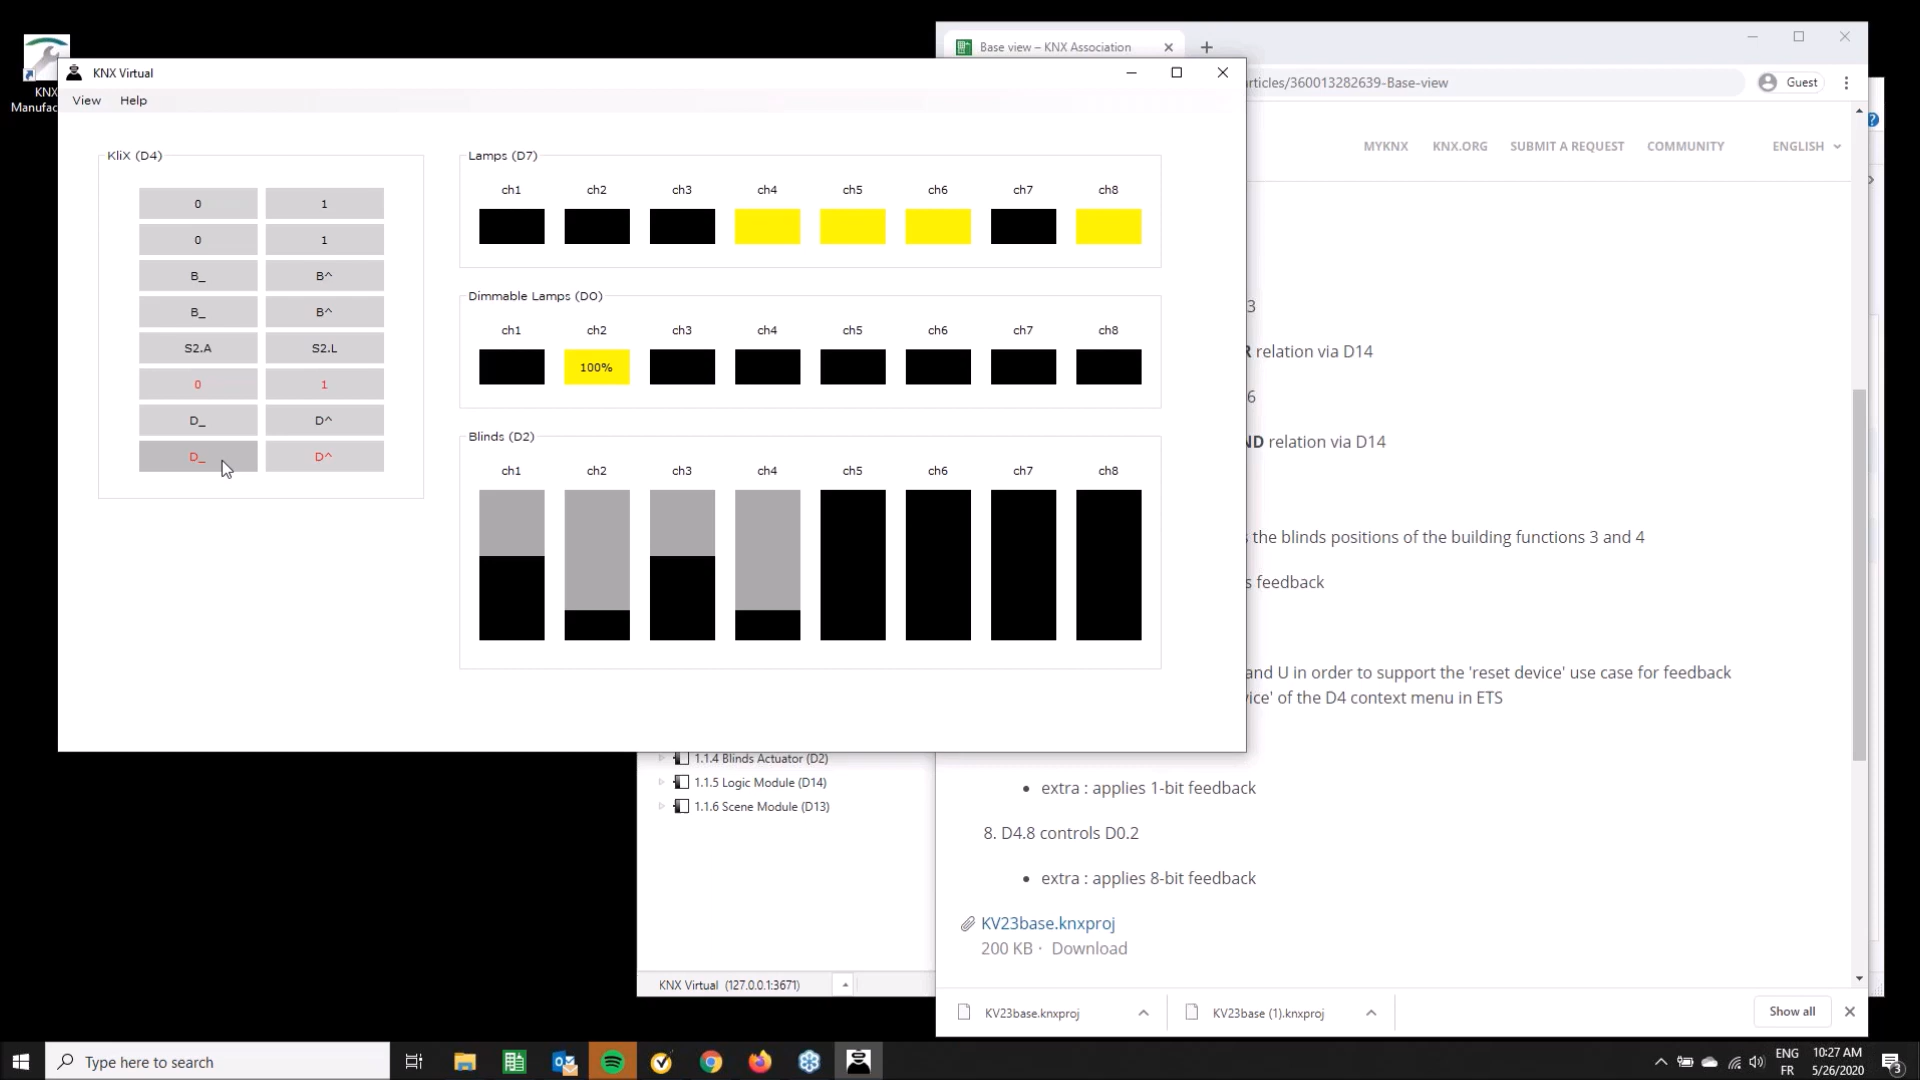 KNX
Manufac
KNX Virtual
View Help
KliX (D4)
0 1
0 1
B_ B^
B_ B^
S2.A S2.L
0 1
D_ D^
D_ D^
Lamps (D7)
ch1 ch2 ch3 ch4 ch5 ch6 ch7 ch8
Dimmable Lamps (D0)
ch1 ch2 ch3 ch4 ch5 ch6 ch7 ch8
100%
Blinds (D2)
ch1 ch2 ch3 ch4 ch5 ch6 ch7 ch8
Base view – KNX Association
rticles/360013282639-Base-view
Guest
MYKNX KNX.ORG SUBMIT A REQUEST COMMUNITY ENGLISH
3
R relation via D14
6
ND relation via D14
s the blinds positions of the building functions 3 and 4
s feedback
and U in order to support the 'reset device' use case for feedback
vice' of the D4 context menu in ETS
extra : applies 1-bit feedback
8. D4.8 controls D0.2
extra : applies 8-bit feedback
KV23base.knxproj
200 KB · Download
1.1.4 Blinds Actuator (D2)
1.1.5 Logic Module (D14)
1.1.6 Scene Module (D13)
KNX Virtual (127.0.0.1:3671)
KV23base.knxproj KV23base (1).knxproj Show all
Type here to search
ENG
FR
10:27 AM
5/26/2020
3